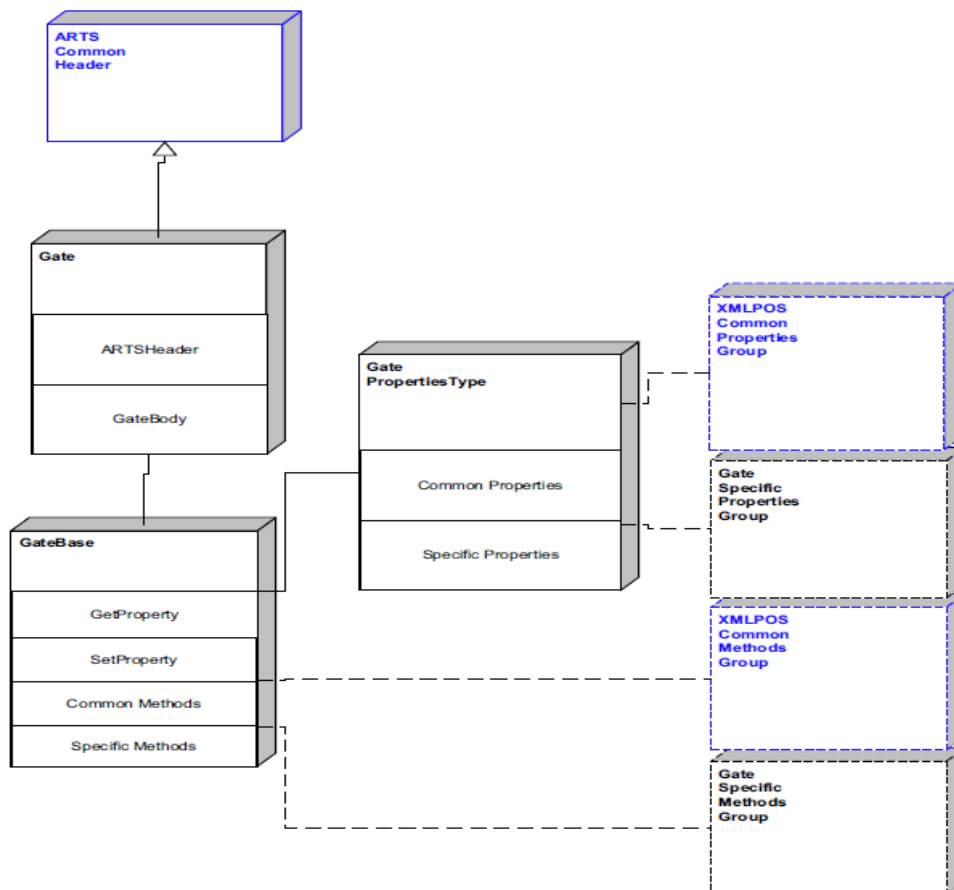 ARTS
Common
Header
Gate
ARTSHeader
GateBody
GateBase
GetProperty
SetProperty
Common Methods
Specific Methods
Gate
PropertiesType
Common Properties
Specific Properties
XMLPOS
Common
Properties
Group
Gate
Specific
Properties
Group
XMLPOS
Common
Methods
Group
Gate
Specific
Methods
Group